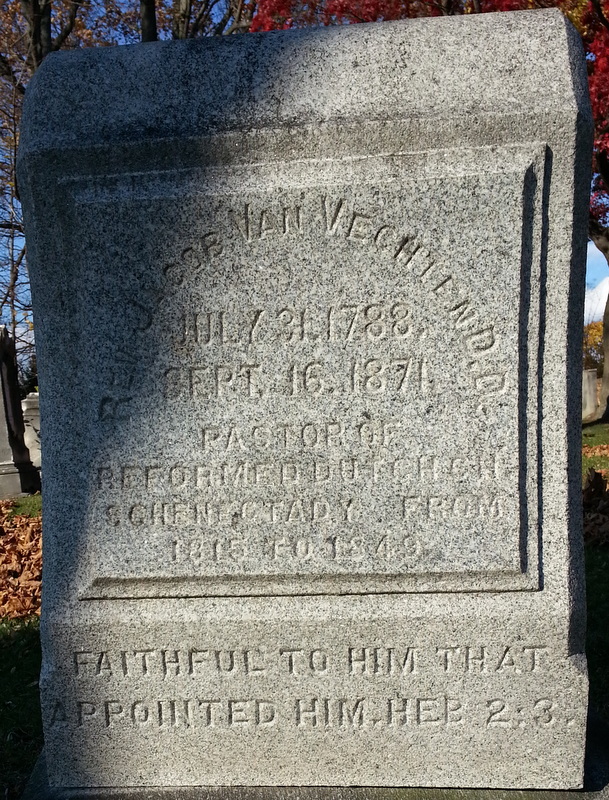 REV. JACOB VAN VECHTEN. D.D.
JULY 31. 1788.
SEPT. 16. 1871.
PASTOR OF
REFORMED DUTCH CH.
SCHENECTADY FROM
1815 TO 1849
FAITHFUL TO HIM THAT
APPOINTED HIM. HEB 2:3.